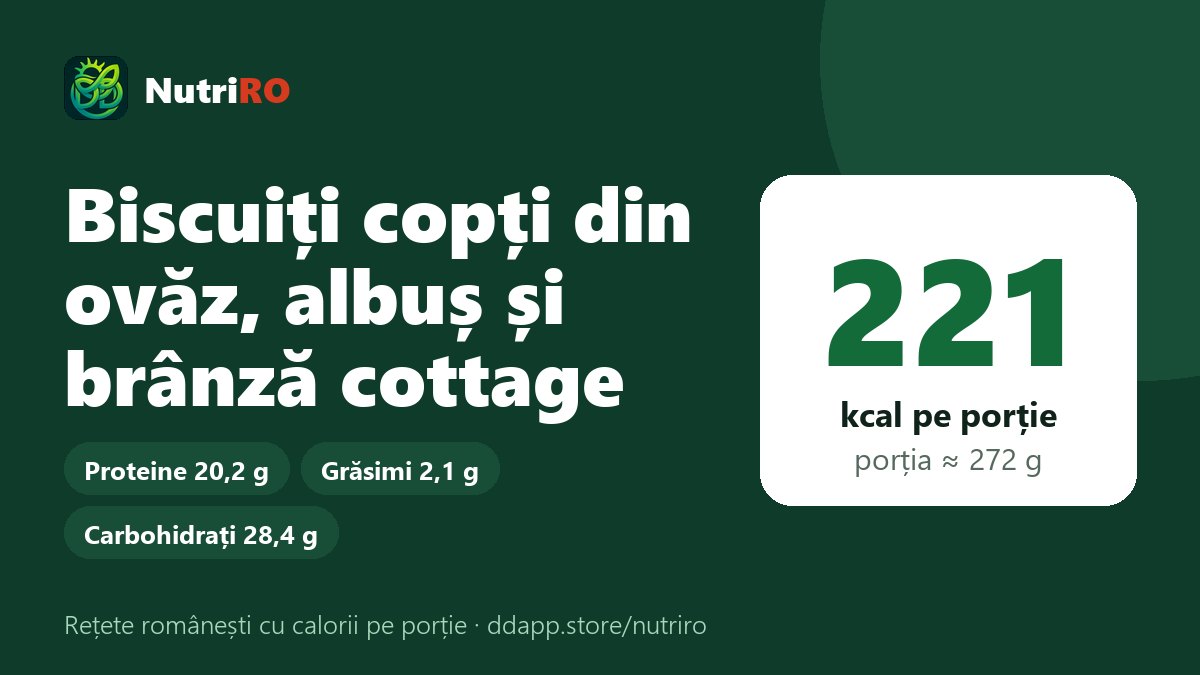 NutriRO
Biscuiți copți din
ovăz, albuș și
brânză cottage
Proteine 20,2 g
Grăsimi 2,1 g
Carbohidrați 28,4 g
221
kcal pe porție
porția ≈ 272 g
Rețete românești cu calorii pe porție · ddapp.store/nutriro